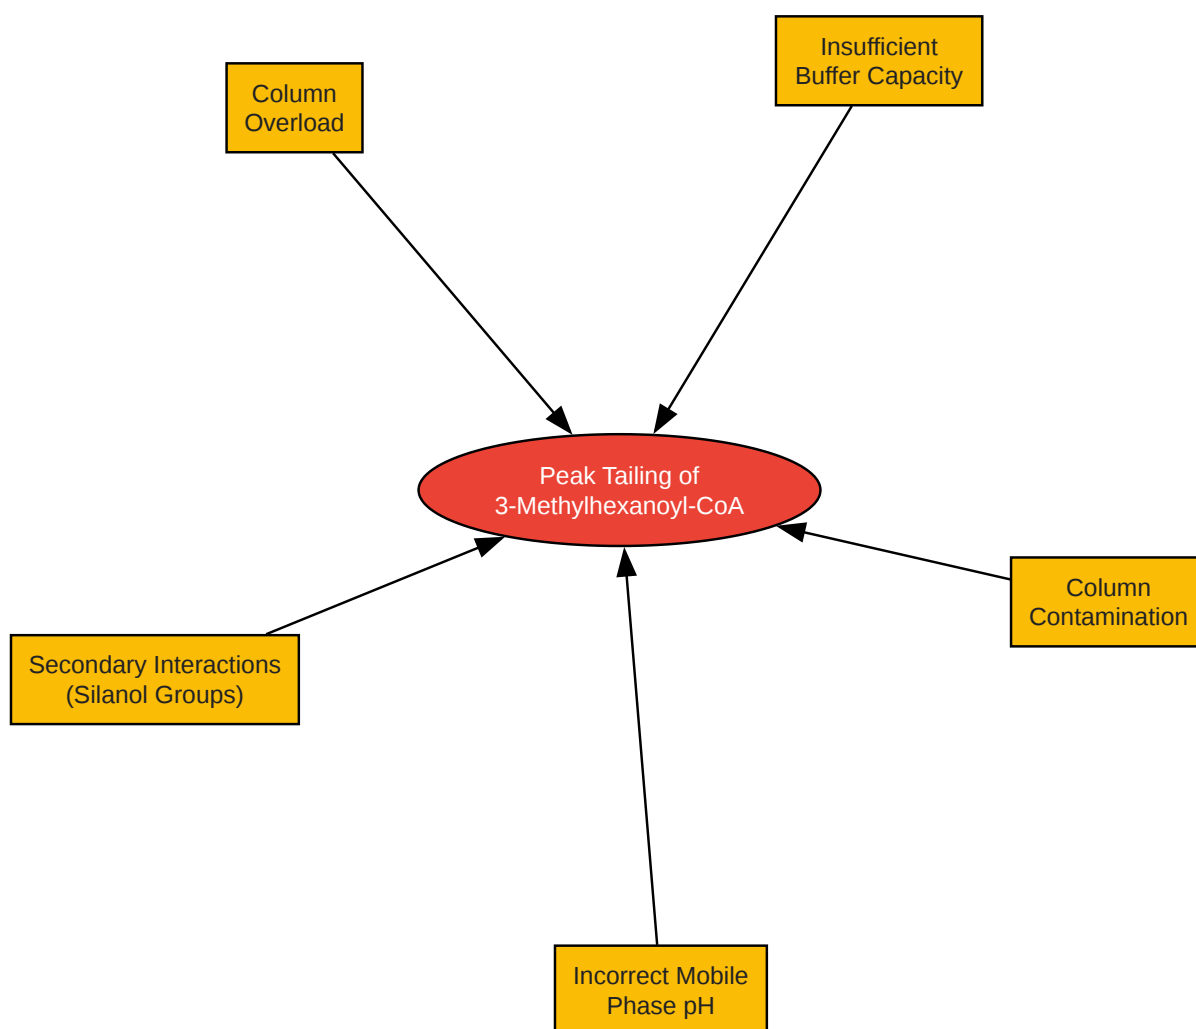 Insufficient
Buffer Capacity
Column
Overload
Peak Tailing of
3-Methylhexanoyl-CoA
Column
Contamination
Secondary Interactions
(Silanol Groups)
Incorrect Mobile
Phase pH